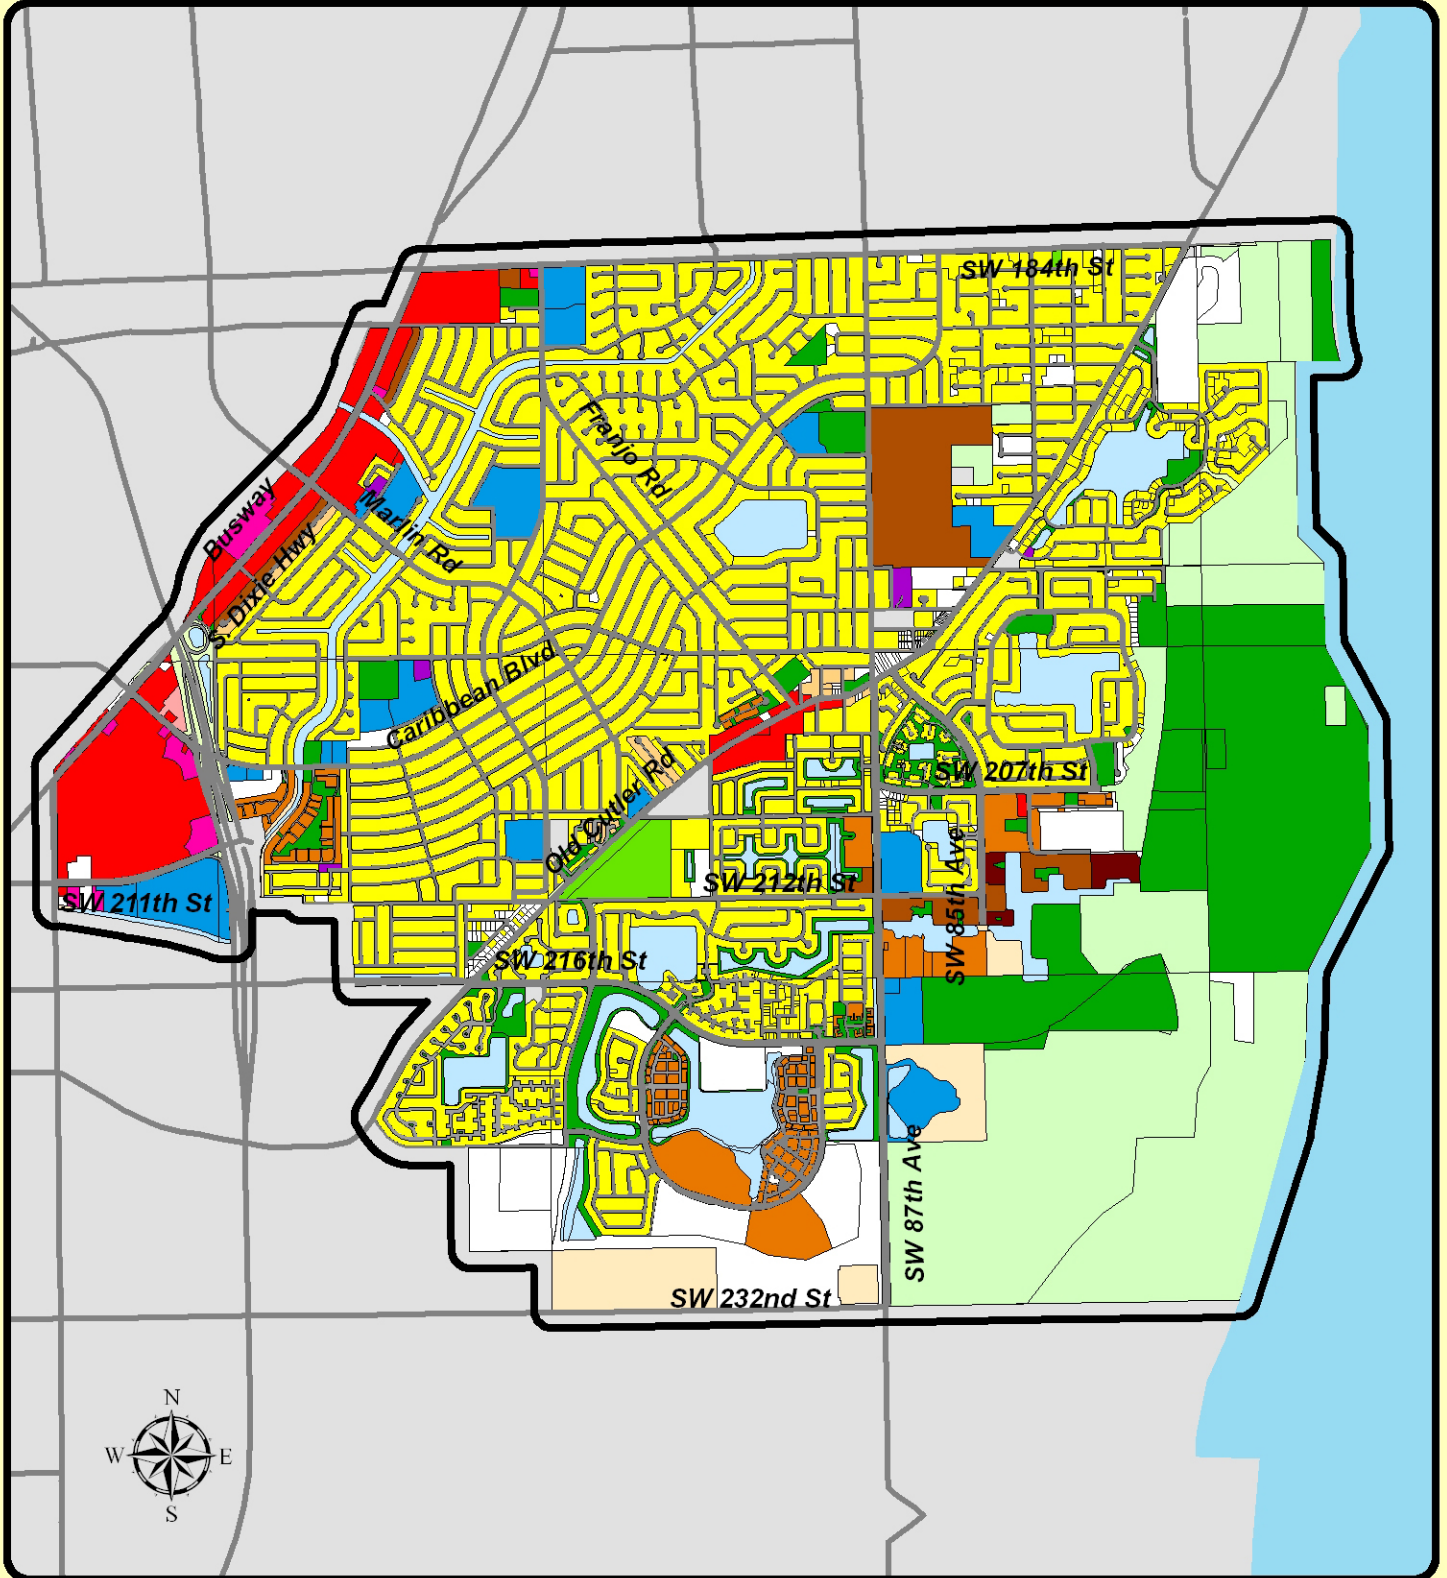 SW 184th St
Franjo Rd
Busway
Marlin Rd
S. Dixie Hwy
Caribbean Blvd
SW 207th St
Old Cutler Rd
SW 85th Ave
SW 212th St
SW 211th St
SW 216th St
SW 87th Ave
SW 232nd St
N
W
E
S